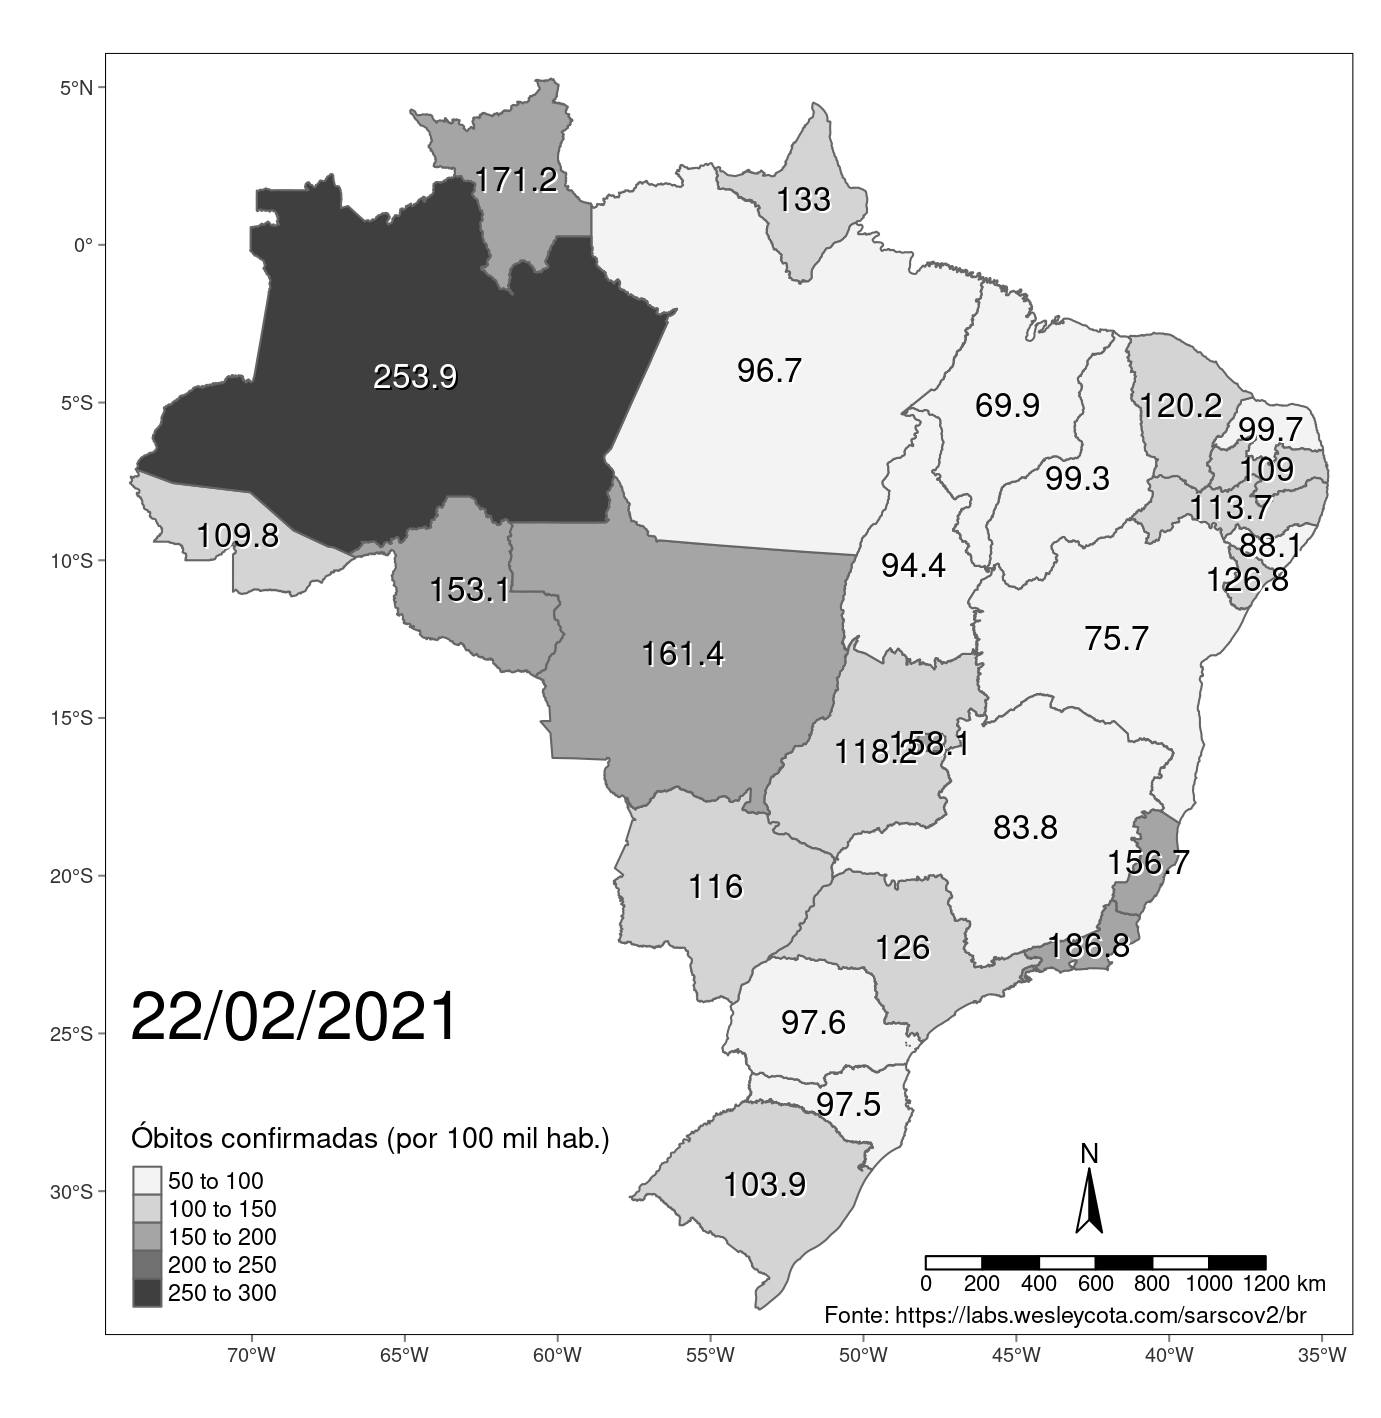 5°N
0°
5°S
10°S
15°S
20°S
25°S
30°S
171.2
133
253.9
96.7
69.9
120.2
99.7
99.3
109
113.7
109.8
88.1
94.4
126.8
153.1
75.7
161.4
118.2
158.1
83.8
156.7
116
126
186.8
97.6
97.5
103.9
22/02/2021
Óbitos confirmadas (por 100 mil hab.)
50 to 100
100 to 150
150 to 200
200 to 250
250 to 300
N
0 200 400 600 800 1000 1200 km
Fonte: https://labs.wesleycota.com/sarscov2/br
70°W 65°W 60°W 55°W 50°W 45°W 40°W 35°W